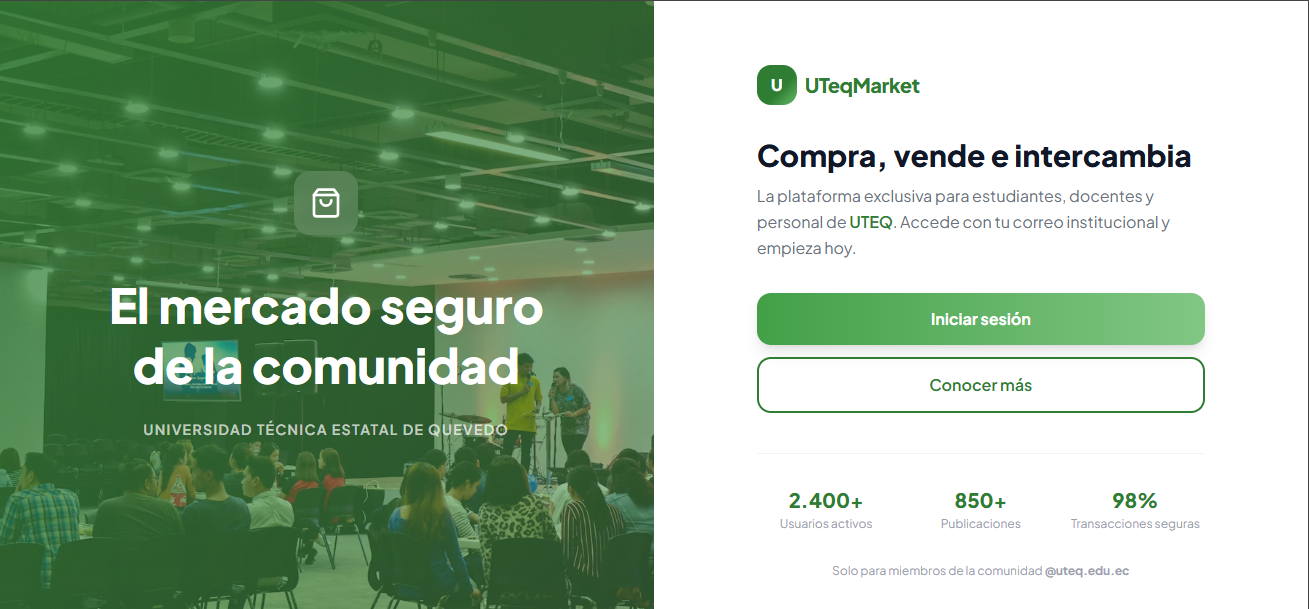 El mercado seguro
de la comunidad
UNIVERSIDAD TÉCNICA ESTATAL DE QUEVEDO
U UTeqMarket
Compra, vende e intercambia
La plataforma exclusiva para estudiantes, docentes y
personal de UTEQ. Accede con tu correo institucional y
empieza hoy.
Iniciar sesión
Conocer más
2.400+
Usuarios activos
850+
Publicaciones
98%
Transacciones seguras
Solo para miembros de la comunidad @uteq.edu.ec